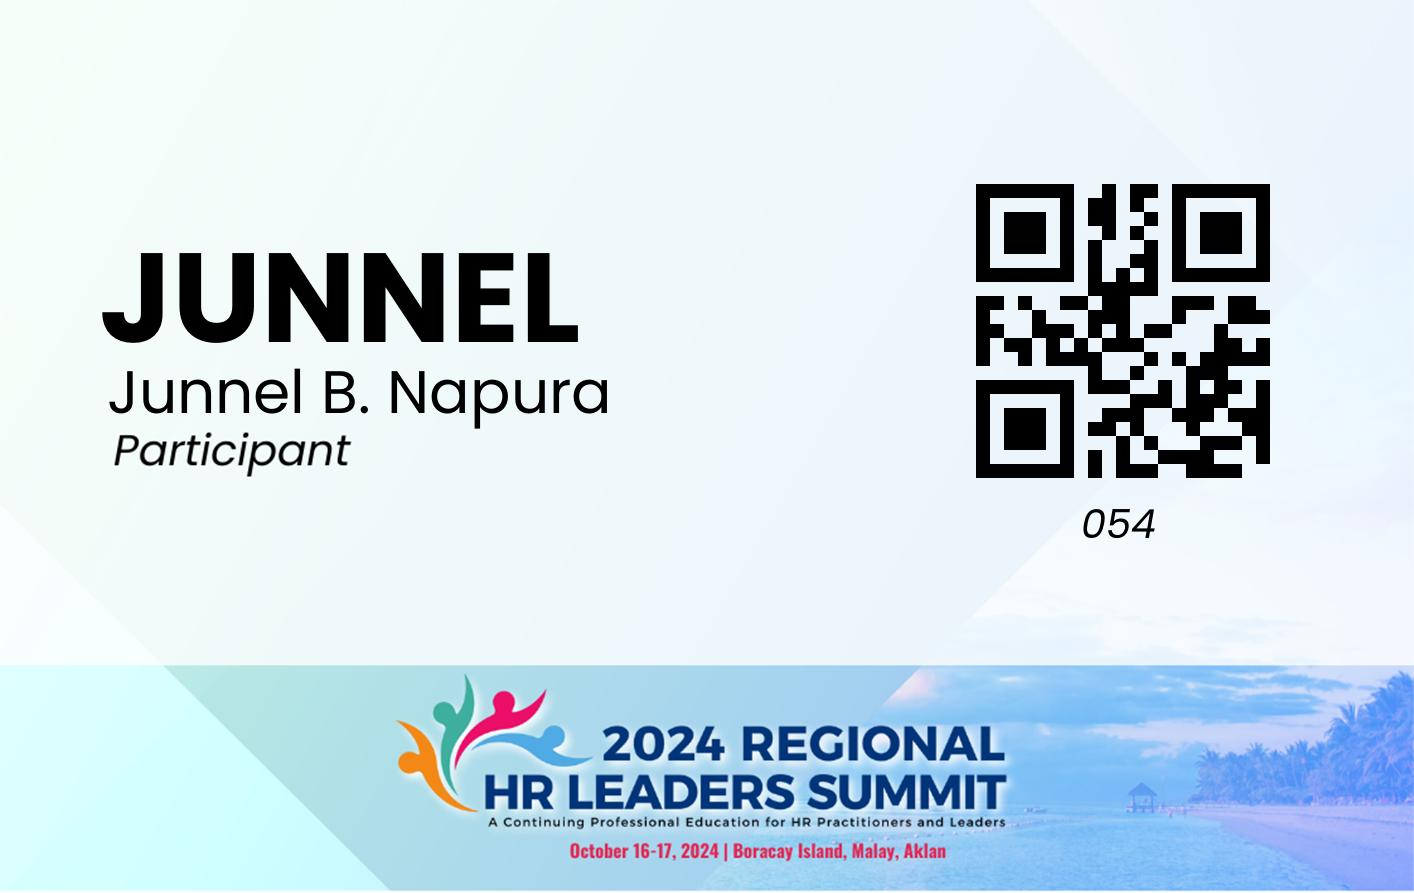 JUNNEL
Junnel B. Napura
Participant
054
2024 REGIONAL
HR LEADERS SUMMIT
A Continuing Professional Education for HR Practitioners and Leaders
October 16-17, 2024 | Boracay Island, Malay, Aklan